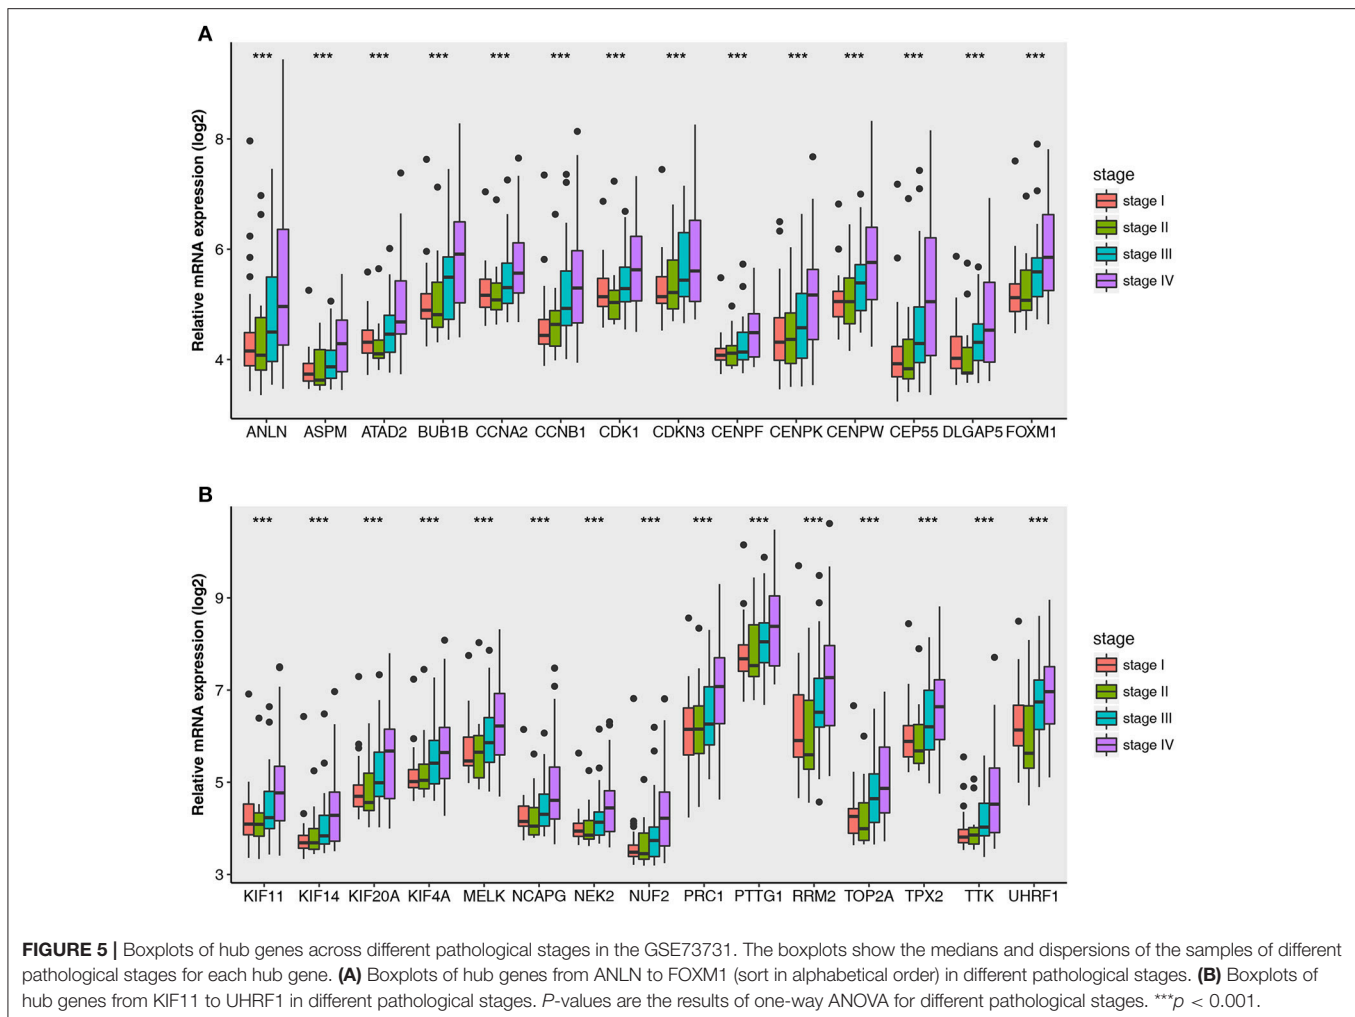 A
*** *** *** *** *** *** *** *** *** *** *** *** *** ***
Relative mRNA expression (log2)
8
6
4
ANLN ASPM ATAD2 BUB1B CCNA2 CCNB1 CDK1 CDKN3 CENPF CENPK CENPW CEP55 DLGAP5 FOXM1
stage
stage I
stage II
stage III
stage IV
B
*** *** *** *** *** *** *** *** *** *** *** *** *** *** ***
Relative mRNA expression (log2)
9
7
5
3
KIF11 KIF14 KIF20A KIF4A MELK NCAPG NEK2 NUF2 PRC1 PTTG1 RRM2 TOP2A TPX2 TTK UHRF1
stage
stage I
stage II
stage III
stage IV
FIGURE 5 | Boxplots of hub genes across different pathological stages in the GSE73731. The boxplots show the medians and dispersions of the samples of different
pathological stages for each hub gene. (A) Boxplots of hub genes from ANLN to FOXM1 (sort in alphabetical order) in different pathological stages. (B) Boxplots of
hub genes from KIF11 to UHRF1 in different pathological stages. P-values are the results of one-way ANOVA for different pathological stages. ***p < 0.001.